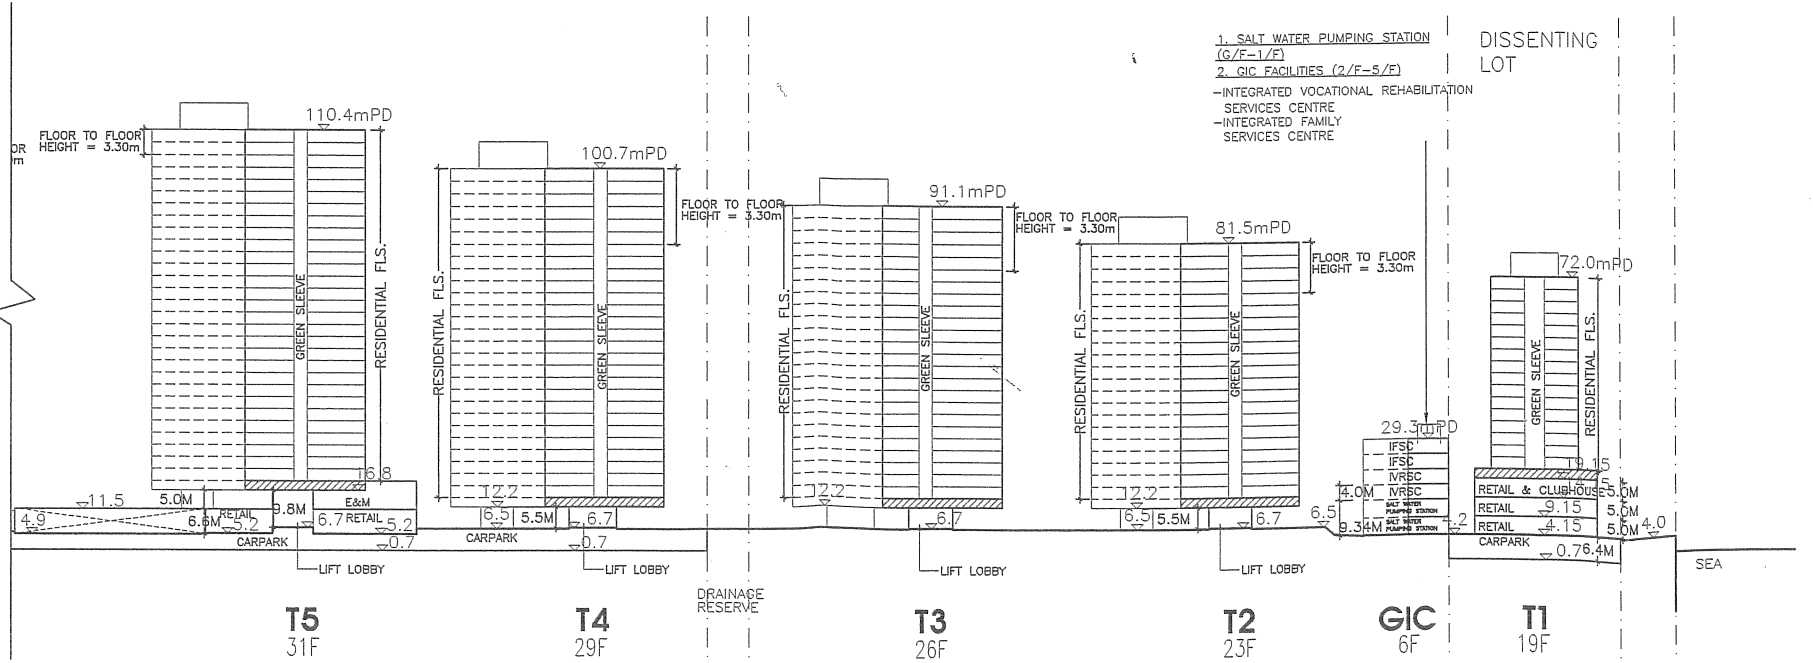 1. SALT WATER PUMPING STATION
(G/F-1/F)
2. GIC FACILITIES (2/F-5/F)
-INTEGRATED VOCATIONAL REHABILITATION
SERVICES CENTRE
-INTEGRATED FAMILY
SERVICES CENTRE
DISSENTING
LOT
110.4mPD
FLOOR TO FLOOR
HEIGHT = 3.30m
GREEN SLEEVE
RESIDENTIAL FLS.
16.8
11.5
5.0M
E&M
4.9
6.6M
RETAIL
5.2
9.8M
6.7
RETAIL
5.2
CARPARK
0.7
LIFT LOBBY
T5
31F
100.7mPD
FLOOR TO FLOOR
HEIGHT = 3.30m
RESIDENTIAL FLS.
GREEN SLEEVE
12.2
6.5
5.5M
6.7
CARPARK
0.7
LIFT LOBBY
T4
29F
DRAINAGE
RESERVE
91.1mPD
FLOOR TO FLOOR
HEIGHT = 3.30m
RESIDENTIAL FLS.
GREEN SLEEVE
12.2
6.7
LIFT LOBBY
T3
26F
81.5mPD
FLOOR TO FLOOR
HEIGHT = 3.30m
RESIDENTIAL FLS.
GREEN SLEEVE
12.2
6.5
5.5M
6.7
LIFT LOBBY
T2
23F
29.3mPD
IFSC
IFSC
IVRSC
IVRSC
4.0M
SALT WATER
PUMPING STATION
SALT WATER
PUMPING STATION
6.5
9.34M
4.2
GIC
6F
72.0mPD
GREEN SLEEVE
RESIDENTIAL FLS.
19.15
RETAIL & CLUBHOUSE
5.0M
RETAIL
9.15
5.0M
RETAIL
4.15
5.0M
CARPARK
0.7
6.4M
4.0
SEA
T1
19F